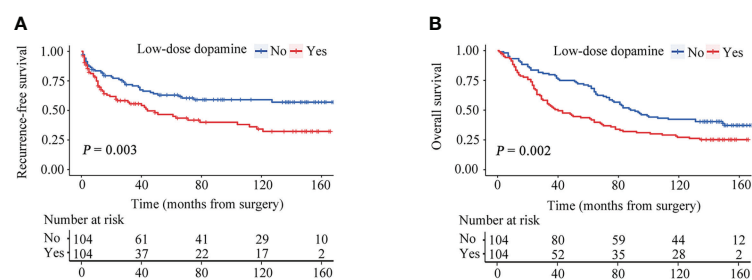 A
Low-dose dopamine No Yes
Recurrence-free survival
1.00
0.75
0.50
0.25
0.00
P = 0.003
0 40 80 120 160
Time (months from surgery)
Number at risk
No 104 61 41 29 10
Yes 104 37 22 17 2
0 40 80 120 160
B
Low-dose dopamine No Yes
Overall survival
1.00
0.75
0.50
0.25
0.00
P = 0.002
0 40 80 120 160
Time (months from surgery)
Number at risk
No 104 80 59 44 12
Yes 104 52 35 28 2
0 40 80 120 160